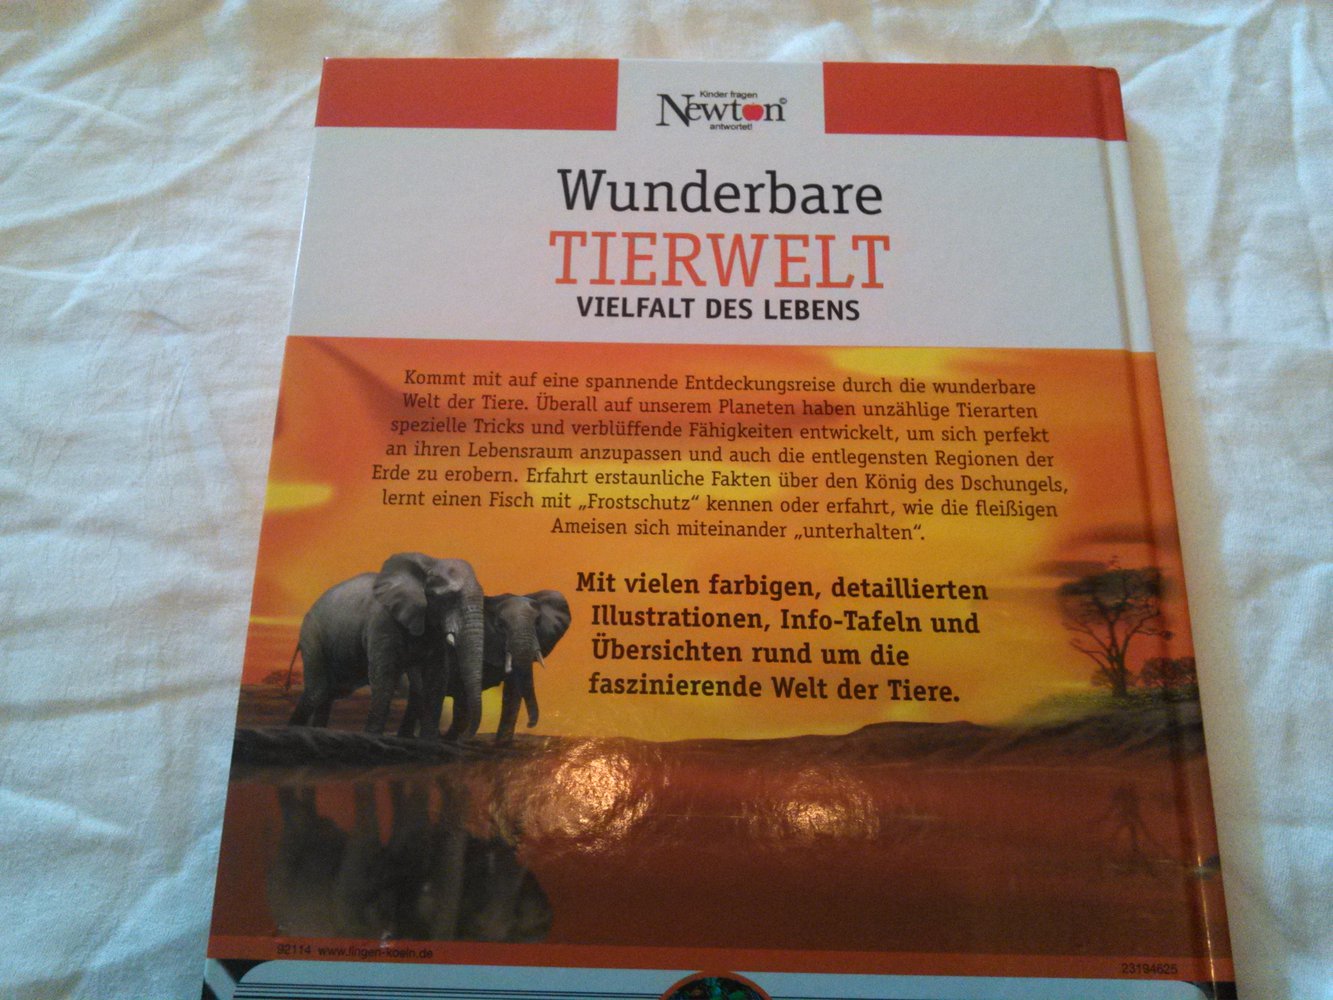 Kinder fragen
Newton©
antwortet!
Wunderbare
TIERWELT
VIELFALT DES LEBENS
Kommt mit auf eine spannende Entdeckungsreise durch die wunderbare
Welt der Tiere. Überall auf unserem Planeten haben unzählige Tierarten
spezielle Tricks und verblüffende Fähigkeiten entwickelt, um sich perfekt
an ihren Lebensraum anzupassen und auch die entlegensten Regionen der
Erde zu erobern. Erfahrt erstaunliche Fakten über den König des Dschungels,
lernt einen Fisch mit „Frostschutz“ kennen oder erfahrt, wie die fleißigen
Ameisen sich miteinander „unterhalten“.
Mit vielen farbigen, detaillierten
Illustrationen, Info-Tafeln und
Übersichten rund um die
faszinierende Welt der Tiere.
92114 www.lingen-koeln.de
23194625